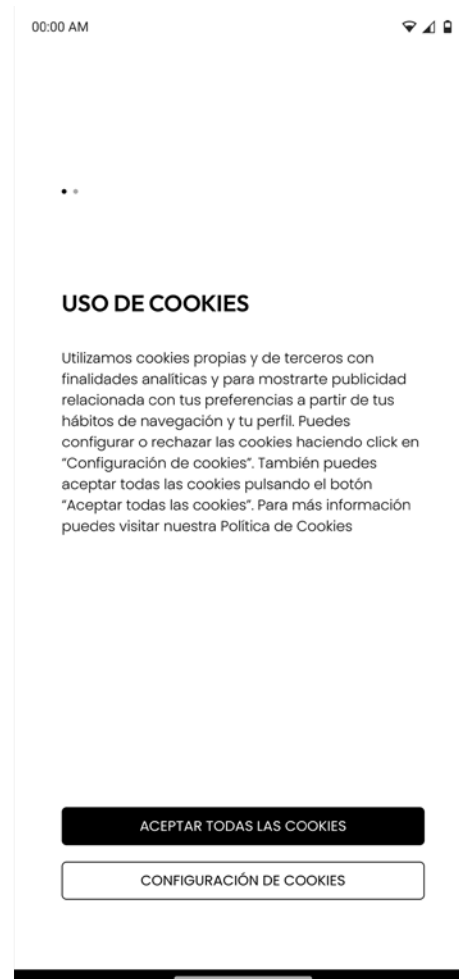 00:00 AM
USO DE COOKIES
Utilizamos cookies propias y de terceros con
finalidades analíticas y para mostrarte publicidad
relacionada con tus preferencias a partir de tus
hábitos de navegación y tu perfil. Puedes
configurar o rechazar las cookies haciendo click en
“Configuración de cookies”. También puedes
aceptar todas las cookies pulsando el botón
“Aceptar todas las cookies”. Para más información
puedes visitar nuestra Política de Cookies
ACEPTAR TODAS LAS COOKIES
CONFIGURACIÓN DE COOKIES